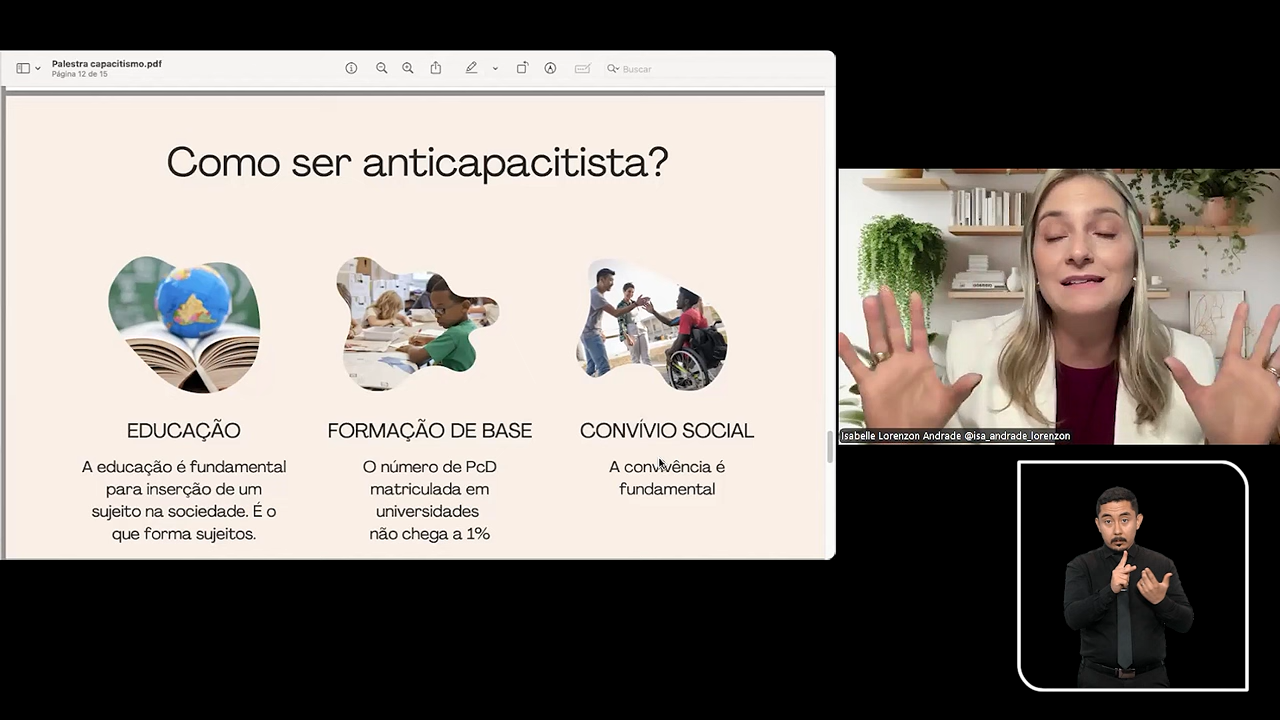 Palestra capacitismo.pdf
Página 12 de 15
Buscar
Como ser anticapacitista?
EDUCAÇÃO
A educação é fundamental
para inserção de um
sujeito na sociedade. É o
que forma sujeitos.
FORMAÇÃO DE BASE
O número de PcD
matriculada em
universidades
não chega a 1%
CONVÍVIO SOCIAL
A convivência é
fundamental
Isabelle Lorenzon Andrade @isa_andrade_lorenzon